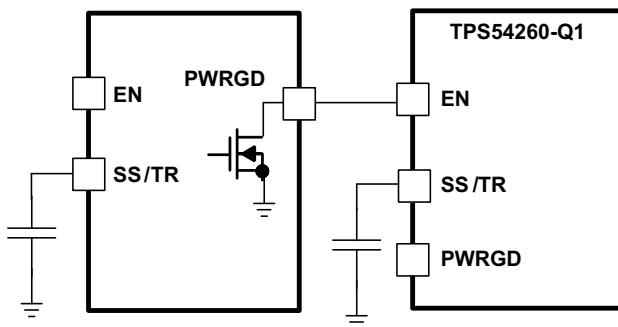 PWRGD
EN
SS/TR
TPS54260-Q1
EN
SS/TR
PWRGD